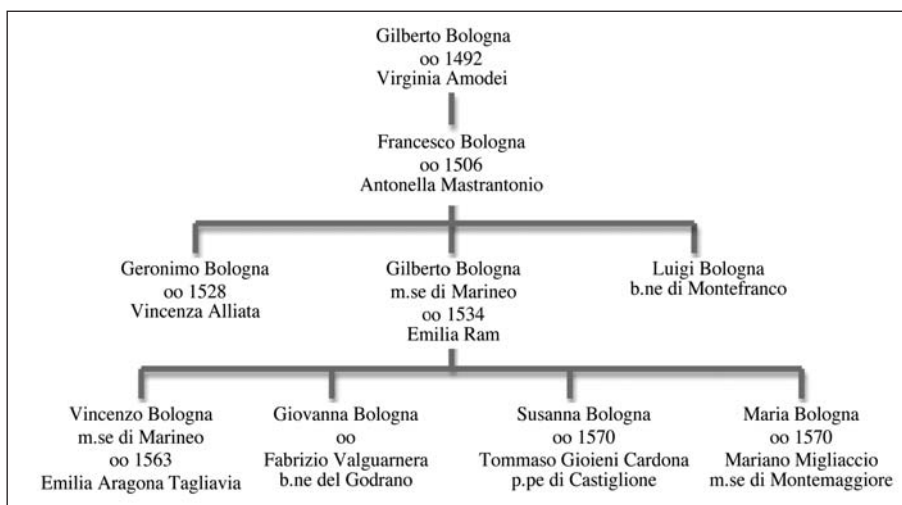 Gilberto Bologna
oo 1492
Virginia Amodei
Francesco Bologna
oo 1506
Antonella Mastrantonio
Geronimo Bologna
oo 1528
Vincenza Alliata
Gilberto Bologna
m.se di Marineo
oo 1534
Emilia Ram
Luigi Bologna
b.ne di Montefranco
Vincenzo Bologna
m.se di Marineo
oo 1563
Emilia Aragona Tagliavia
Giovanna Bologna
oo
Fabrizio Valguarnera
b.ne del Godrano
Susanna Bologna
oo 1570
Tommaso Gioieni Cardona
p.pe di Castiglione
Maria Bologna
oo 1570
Mariano Migliaccio
m.se di Montemaggiore